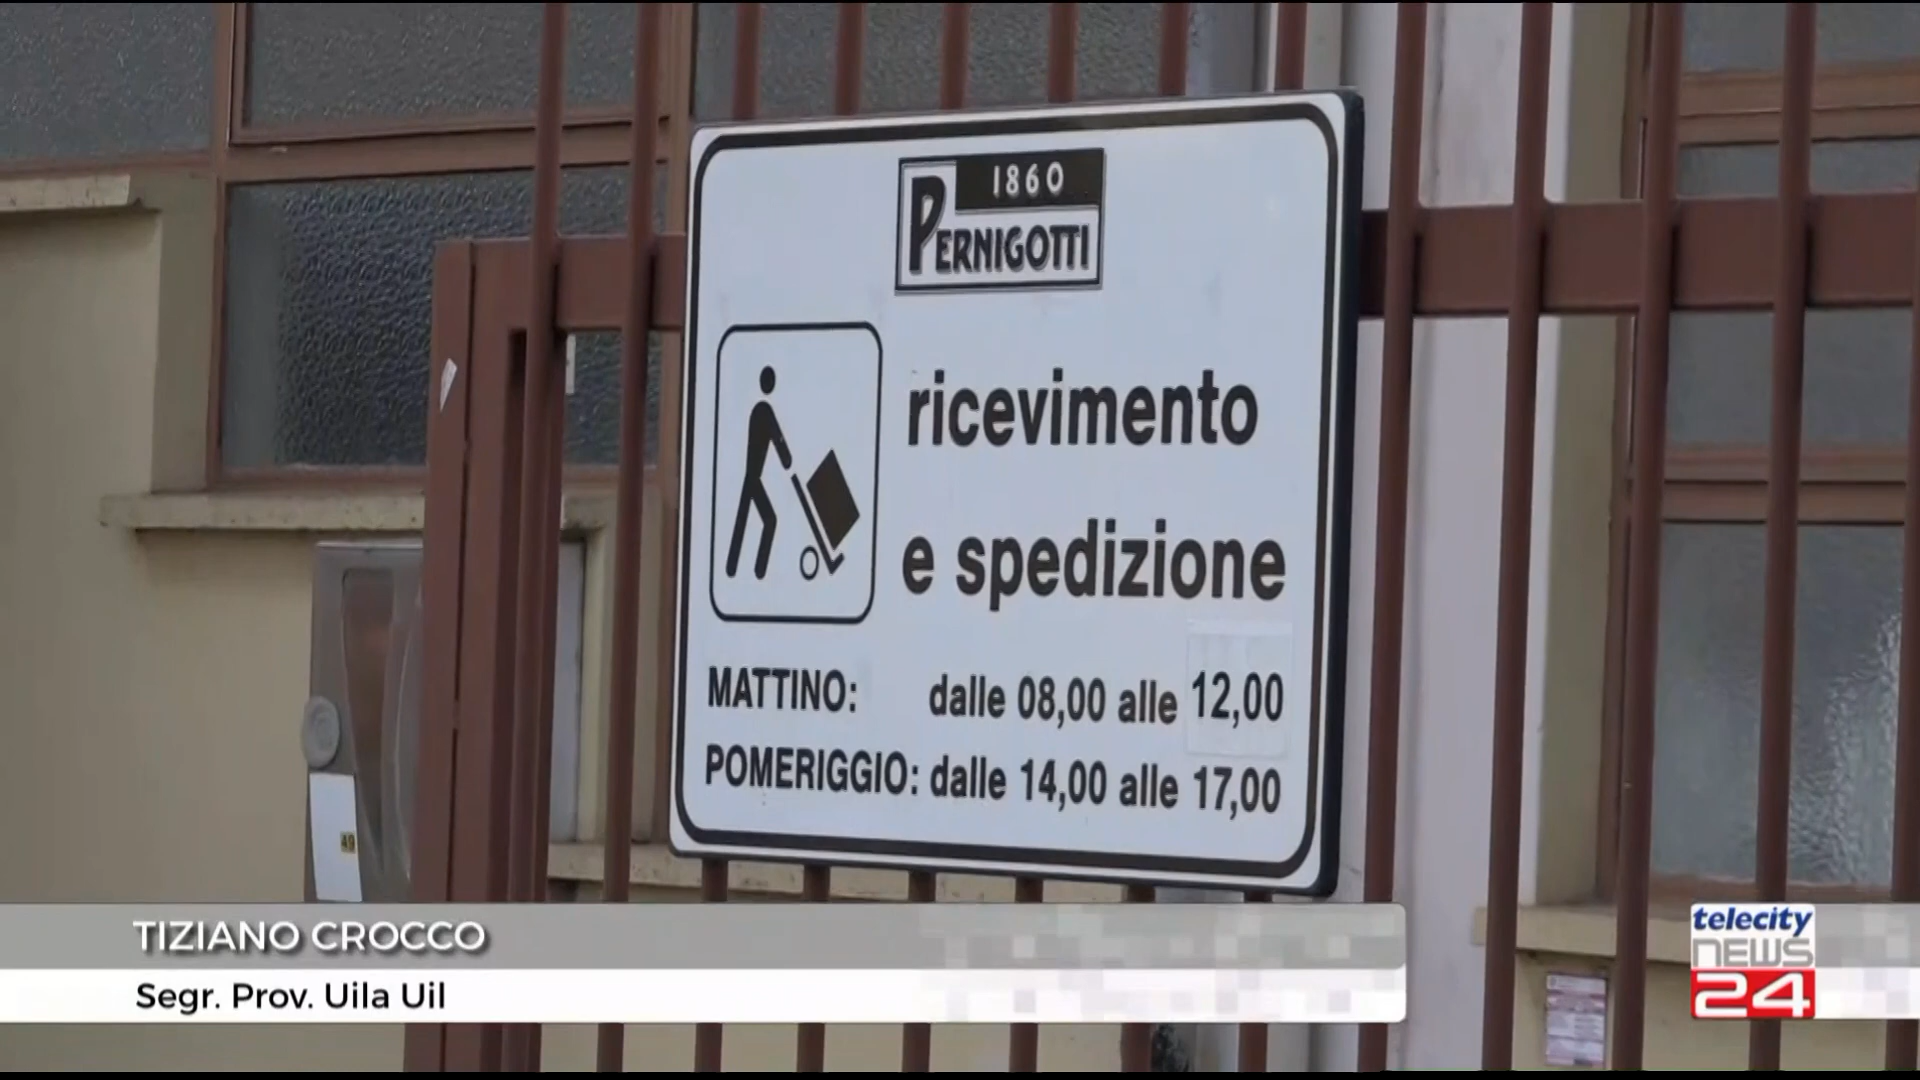 1860
PERNIGOTTI
ricevimento
e spedizione
MATTINO: dalle 08,00 alle 12,00
POMERIGGIO: dalle 14,00 alle 17,00
49
TIZIANO CROCCO
Segr. Prov. Uila Uil
telecity
NEWS
24